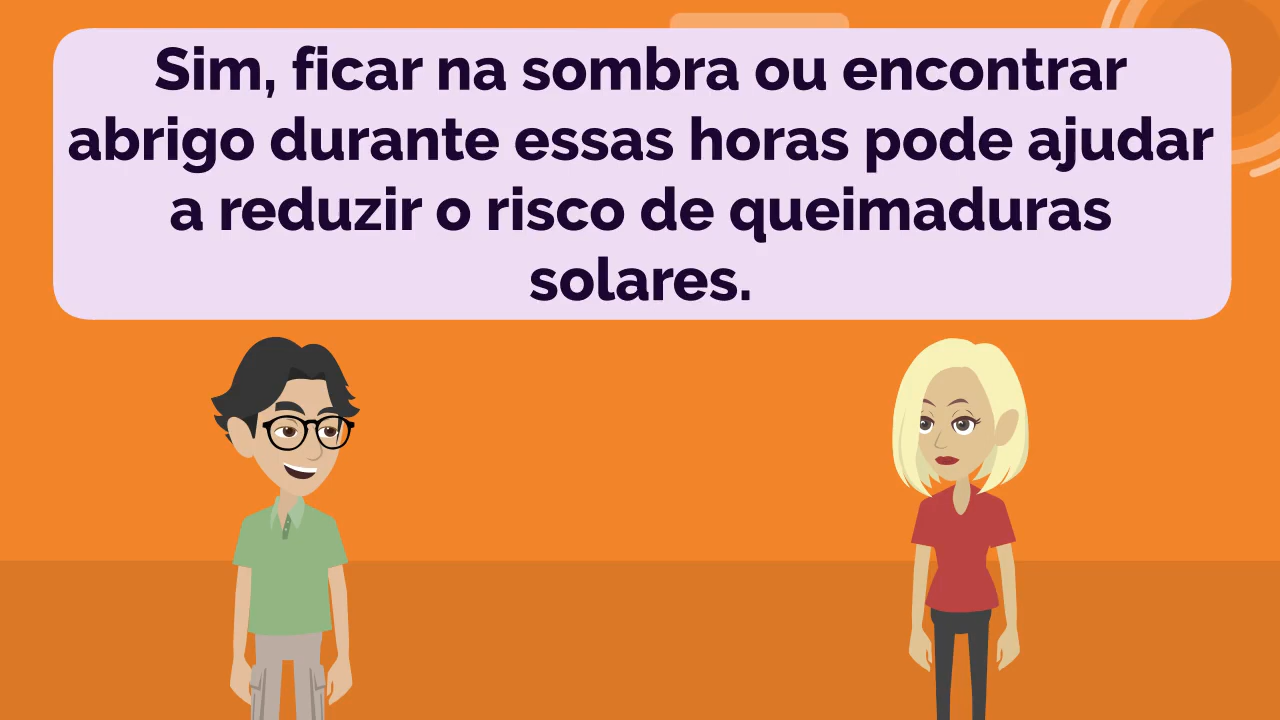 Sim, ficar na sombra ou encontrar
abrigo durante essas horas pode ajudar
a reduzir o risco de queimaduras
solares.